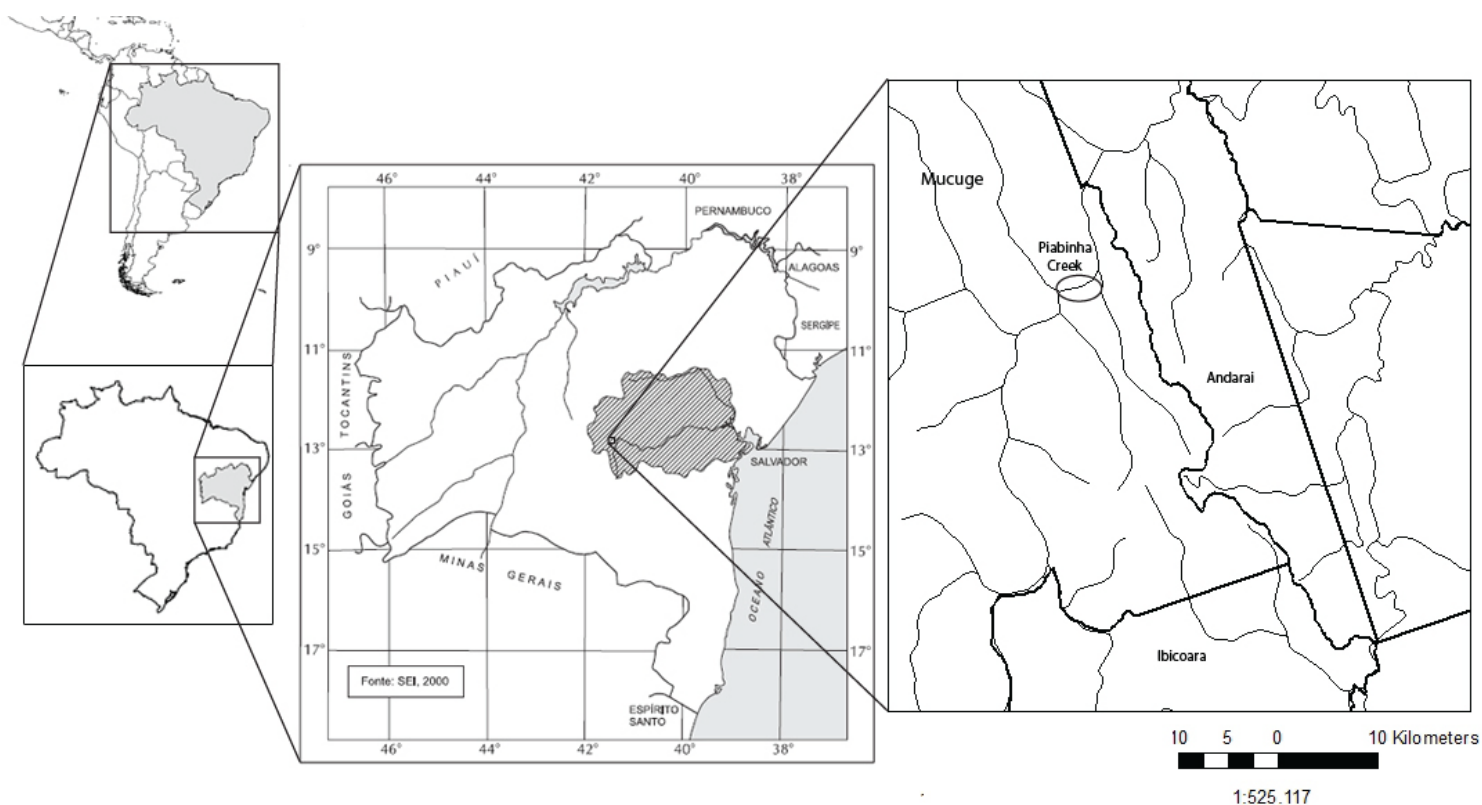 46°
44°
42°
40°
38°
PERNAMBUCO
9°
PIAUÍ
9°
ALAGOAS
SERGÍPE
11°
11°
TOCANTINS
13°
13°
SALVADOR
GOIÁS
ATLÂNTICO
OCEANO
15°
15°
MINAS GERAIS
17°
17°
Fonte: SEI, 2000
ESPÍRITO
SANTO
46°
44°
42°
40°
38°
Mucuge
Piabinha
Creek
Andarai
Ibicoara
10 5 0 10 Kilometers
1:525.117